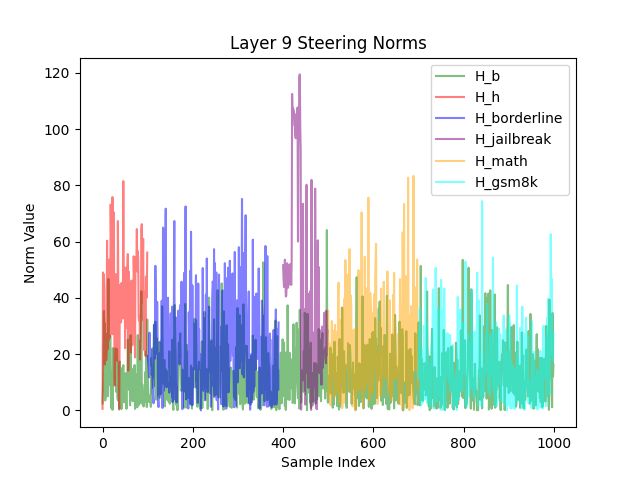 Layer 9 Steering Norms
Norm Value
120
100
80
60
40
20
0
H_b
H_h
H_borderline
H_jailbreak
H_math
H_gsm8k
0 200 400 600 800 1000
Sample Index